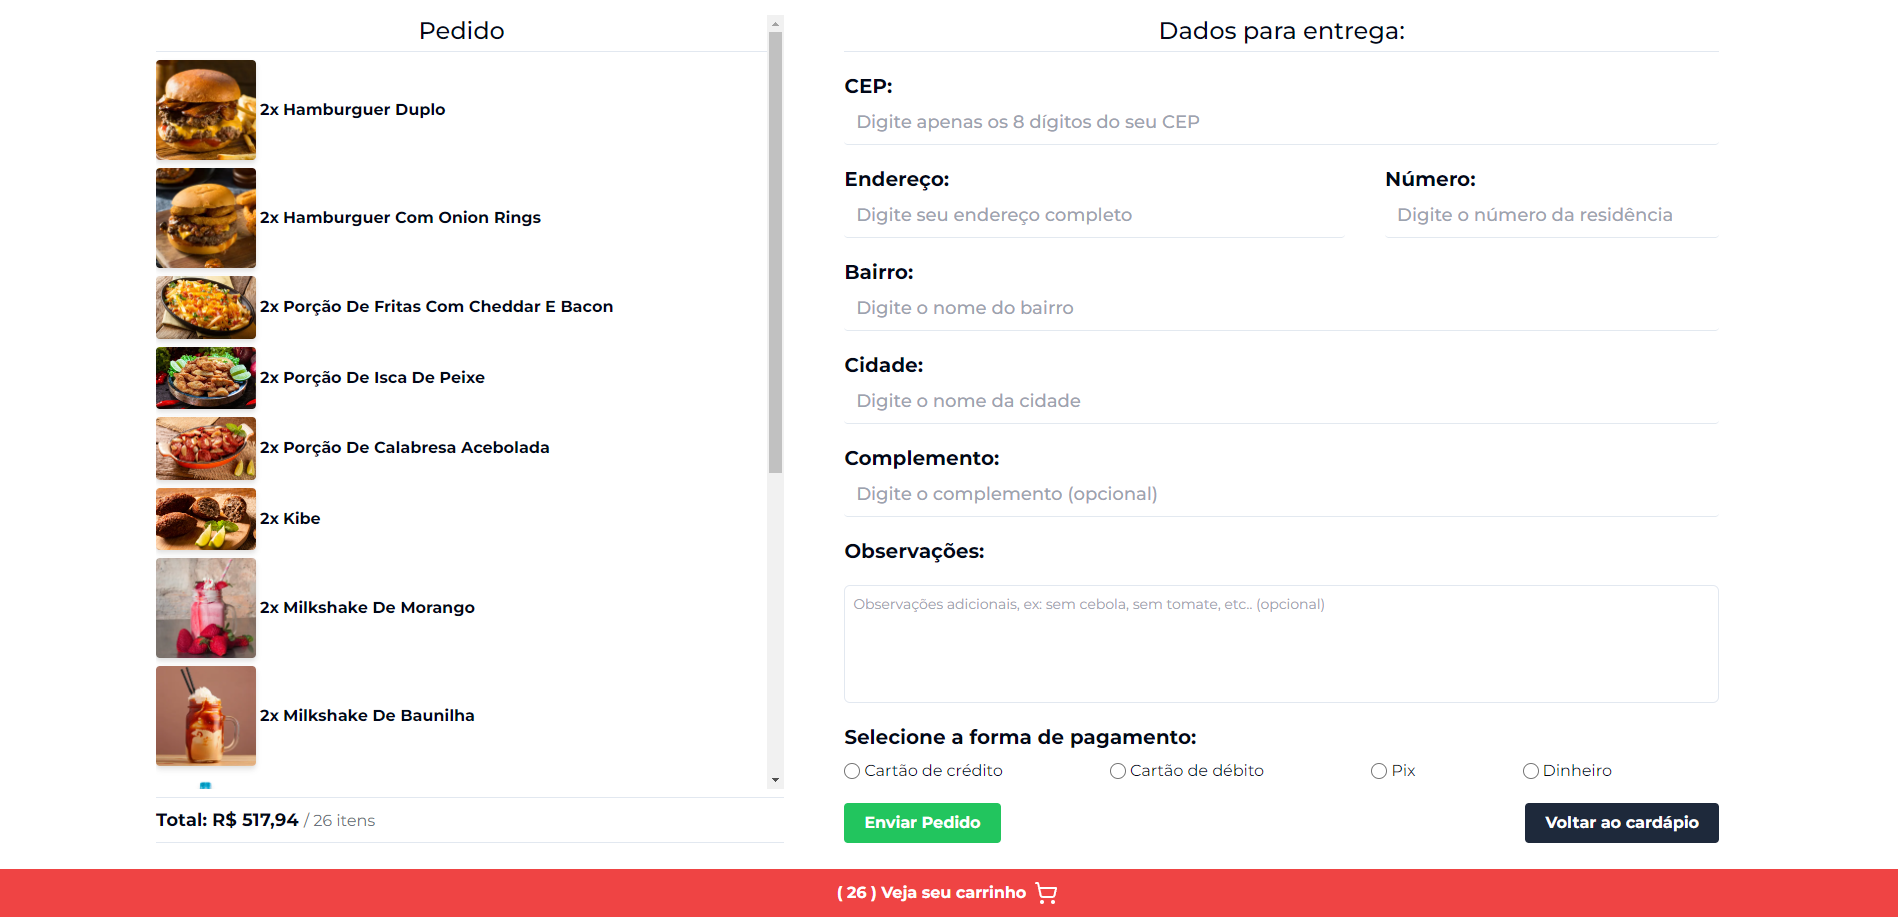 Pedido
2x Hamburguer Duplo
2x Hamburguer Com Onion Rings
2x Porção De Fritas Com Cheddar E Bacon
2x Porção De Isca De Peixe
2x Porção De Calabresa Acebolada
2x Kibe
2x Milkshake De Morango
2x Milkshake De Baunilha
Total: R$ 517,94 / 26 itens
Dados para entrega:
CEP:
Digite apenas os 8 dígitos do seu CEP
Endereço:
Digite seu endereço completo
Número:
Digite o número da residência
Bairro:
Digite o nome do bairro
Cidade:
Digite o nome da cidade
Complemento:
Digite o complemento (opcional)
Observações:
Observações adicionais, ex: sem cebola, sem tomate, etc.. (opcional)
Selecione a forma de pagamento:
Cartão de crédito Cartão de débito Pix Dinheiro
Enviar Pedido Voltar ao cardápio
( 26 ) Veja seu carrinho